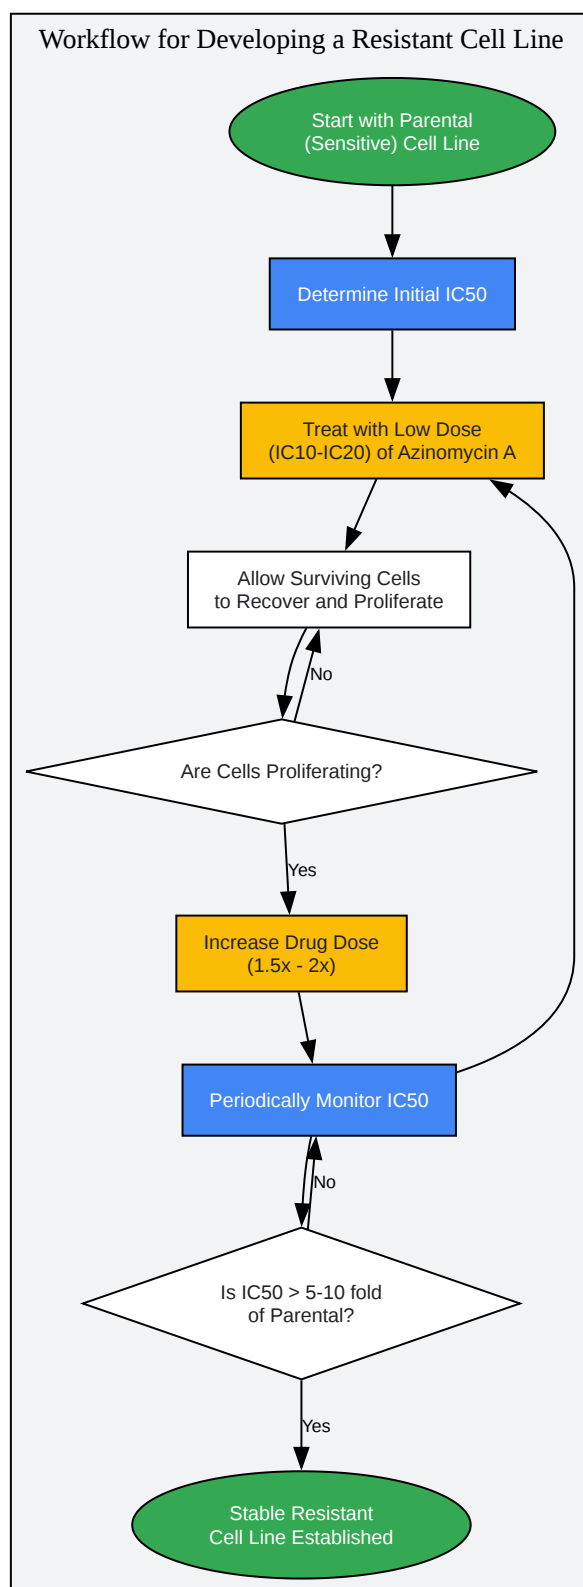 Workflow for Developing a Resistant Cell Line
Start with Parental
(Sensitive) Cell Line
Determine Initial IC50
Treat with Low Dose
(IC10-IC20) of Azinomycin A
Allow Surviving Cells
to Recover and Proliferate
No
Are Cells Proliferating?
Yes
Increase Drug Dose
(1.5x - 2x)
Periodically Monitor IC50
No
Is IC50 > 5-10 fold
of Parental?
Yes
Stable Resistant
Cell Line Established